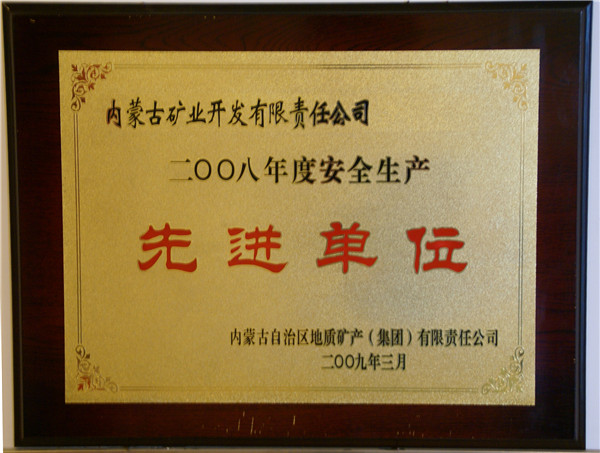 内蒙古矿业开发有限责任公司
二〇〇八年度安全生产
先进单位
内蒙古自治区地质矿产（集团）有限责任公司
二〇〇九年三月